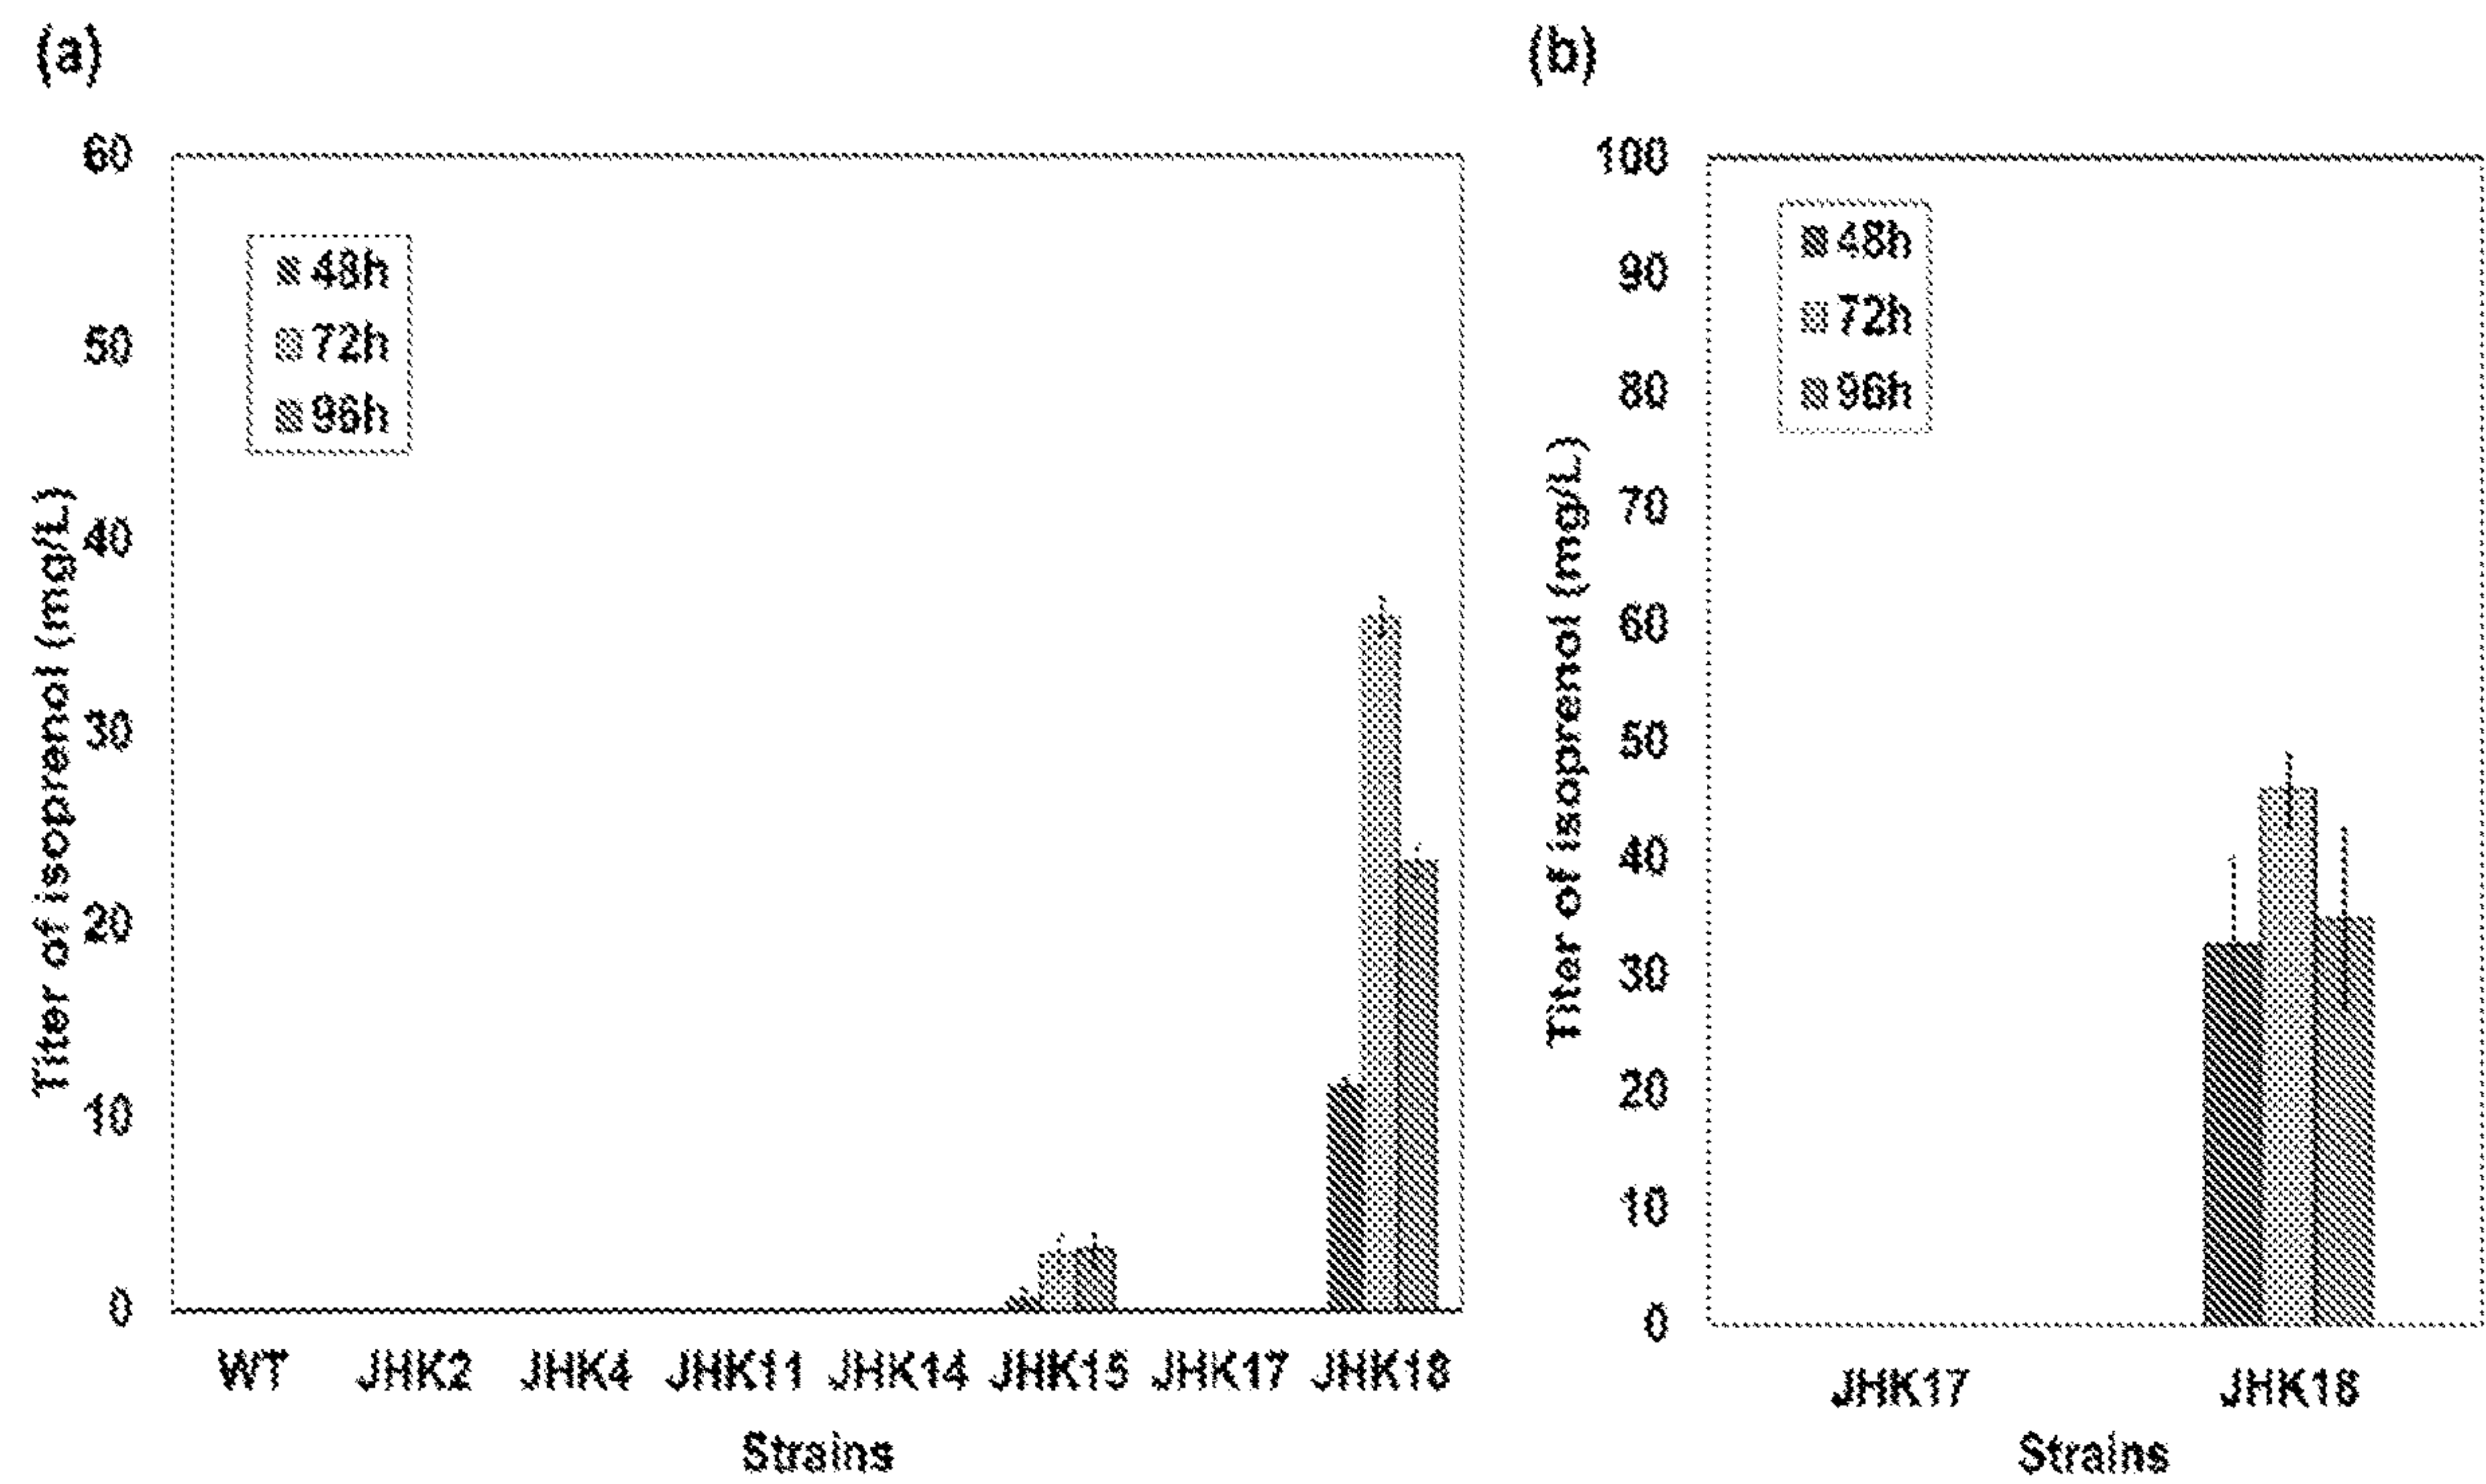 (a)
Titer of isoprenol (mg/L)
60
50
40
30
20
10
0
48h
72h
96h
WT JHK2 JHK4 JHK11 JHK14 JHK15 JHK17 JHK18
Strains
(b)
Titer of isoprenol (mg/L)
100
90
80
70
60
50
40
30
20
10
0
48h
72h
96h
JHK17 JHK18
Strains